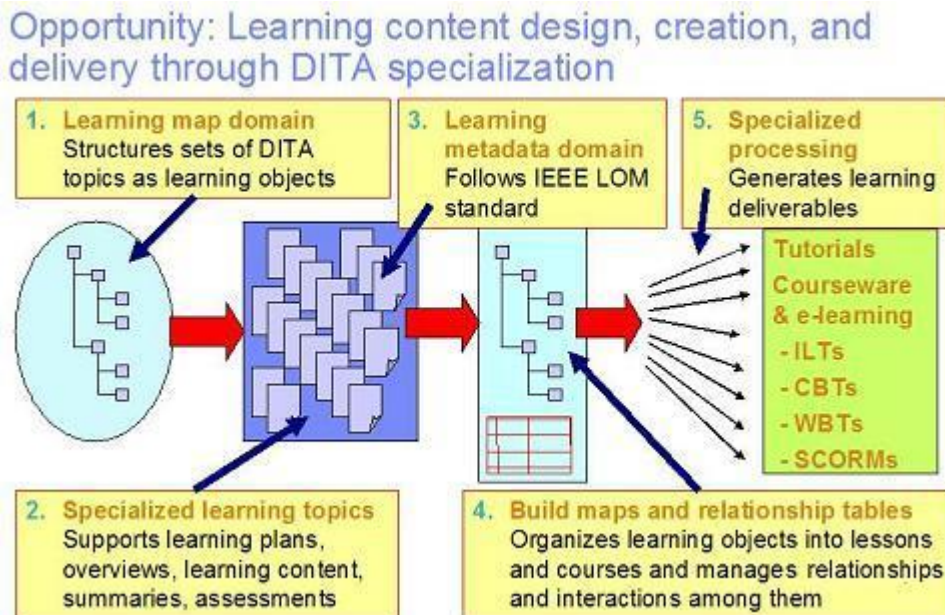 Opportunity: Learning content design, creation, and
delivery through DITA specialization
1. Learning map domain
Structures sets of DITA
topics as learning objects
3. Learning
metadata domain
Follows IEEE LOM
standard
5. Specialized
processing
Generates learning
deliverables
Tutorials
Courseware
& e-learning
- ILTs
- CBTs
- WBTs
- SCORMs
2. Specialized learning topics
Supports learning plans,
overviews, learning content,
summaries, assessments
4. Build maps and relationship tables
Organizes learning objects into lessons
and courses and manages relationships
and interactions among them